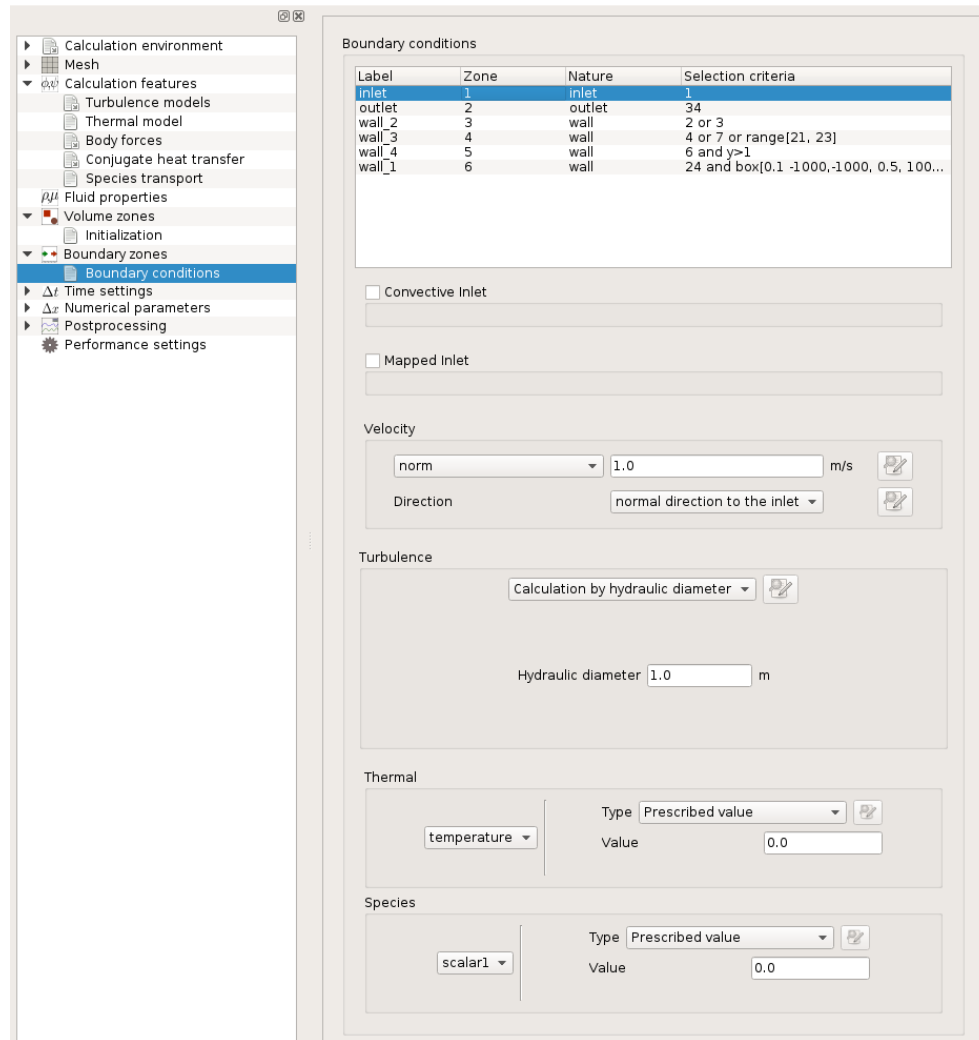 Calculation environment
Mesh
Calculation features
Turbulence models
Thermal model
Body forces
Conjugate heat transfer
Species transport
ρ,μ Fluid properties
Volume zones
Initialization
Boundary zones
Boundary conditions
Δt Time settings
Δx Numerical parameters
Postprocessing
Performance settings
Boundary conditions
Label Zone Nature Selection criteria
inlet 1 inlet 1
outlet 2 outlet 34
wall_2 3 wall 2 or 3
wall_3 4 wall 4 or 7 or range[21, 23]
wall_4 5 wall 6 and y>1
wall_1 6 wall 24 and box[0.1 -1000,-1000, 0.5, 100...
Convective Inlet
Mapped Inlet
Velocity
norm 1.0 m/s
Direction normal direction to the inlet
Turbulence
Calculation by hydraulic diameter
Hydraulic diameter 1.0 m
Thermal
Type Prescribed value
temperature
Value 0.0
Species
Type Prescribed value
scalar1
Value 0.0